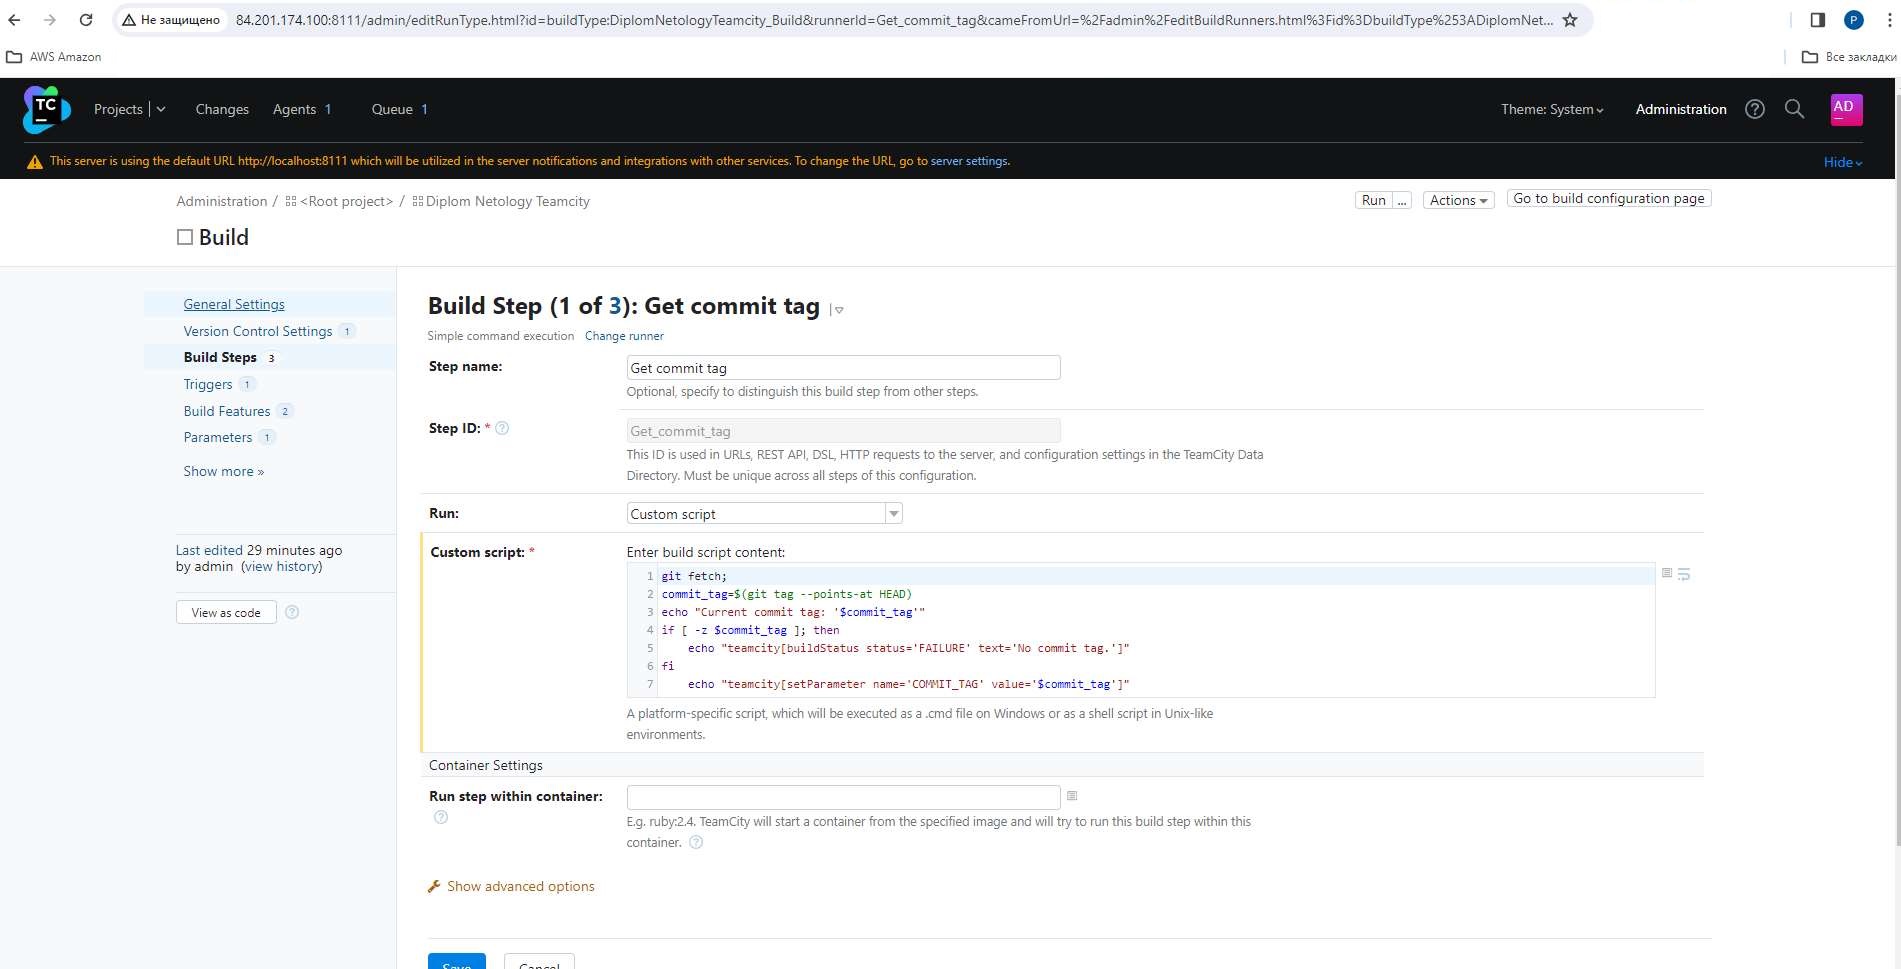 Не защищено
84.201.174.100:8111/admin/editRunType.html?id=buildType:DiplomNetologyTeamcity_Build&runnerId=Get_commit_tag&cameFromUrl=%2Fadmin%2FeditBuildRunners.html%3Fid%3DbuildType%253ADiplomNet...
P
AWS Amazon
Все закладки
TC
Projects
Changes
Agents 1
Queue 1
Theme: System
Administration
AD
This server is using the default URL http://localhost:8111 which will be utilized in the server notifications and integrations with other services. To change the URL, go to server settings.
Hide
Administration / <Root project> / Diplom Netology Teamcity
Run ...
Actions
Go to build configuration page
Build
General Settings
Version Control Settings 1
Build Steps 3
Triggers 1
Build Features 2
Parameters 1
Show more »
Last edited 29 minutes ago
by admin (view history)
View as code
Build Step (1 of 3): Get commit tag
Simple command execution Change runner
Step name:
Get commit tag
Optional, specify to distinguish this build step from other steps.
Step ID: *
Get_commit_tag
This ID is used in URLs, REST API, DSL, HTTP requests to the server, and configuration settings in the TeamCity Data
Directory. Must be unique across all steps of this configuration.
Run:
Custom script
Custom script: *
Enter build script content:
1 git fetch;
2 commit_tag=$(git tag --points-at HEAD)
3 echo "Current commit tag: '$commit_tag'"
4 if [ -z $commit_tag ]; then
5 echo "teamcity[buildStatus status='FAILURE' text='No commit tag.']"
6 fi
7 echo "teamcity[setParameter name='COMMIT_TAG' value='$commit_tag']"
A platform-specific script, which will be executed as a .cmd file on Windows or as a shell script in Unix-like
environments.
Container Settings
Run step within container:
E.g. ruby:2.4. TeamCity will start a container from the specified image and will try to run this build step within this
container.
Show advanced options
Save
Cancel